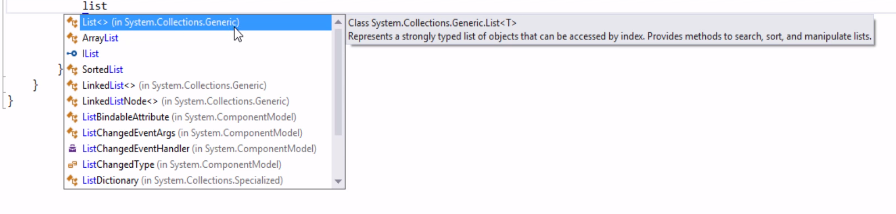 list
List<> (in System.Collections.Generic)
Class System.Collections.Generic.List<T>
Represents a strongly typed list of objects that can be accessed by index. Provides methods to search, sort, and manipulate lists.
ArrayList
IList
SortedList
}
LinkedList<> (in System.Collections.Generic)
}
LinkedListNode<> (in System.Collections.Generic)
}
ListBindableAttribute (in System.ComponentModel)
ListChangedEventArgs (in System.ComponentModel)
ListChangedEventHandler (in System.ComponentModel)
ListChangedType (in System.ComponentModel)
ListDictionary (in System.Collections.Specialized)